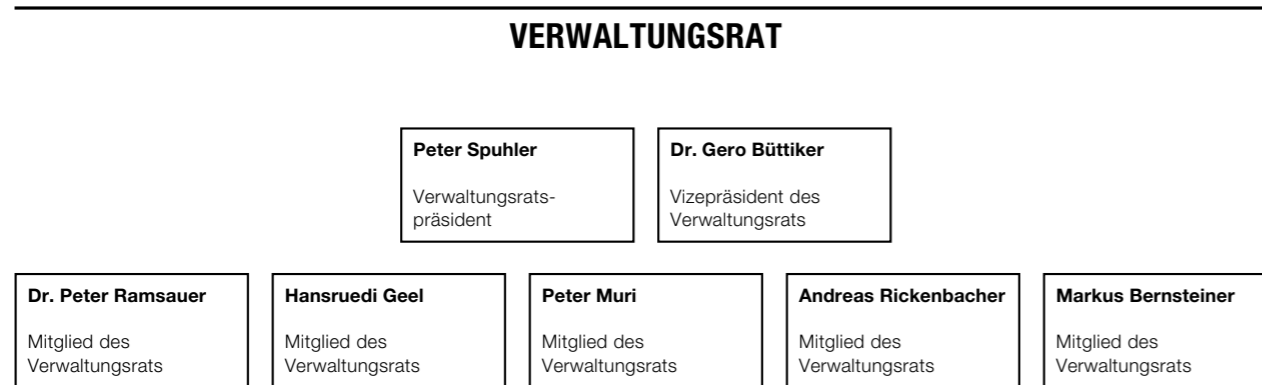 VERWALTUNGSRAT
Peter Spuhler
Verwaltungsrats-
präsident
Dr. Gero Büttiker
Vizepräsident des
Verwaltungsrats
Dr. Peter Ramsauer
Mitglied des
Verwaltungsrats
Hansruedi Geel
Mitglied des
Verwaltungsrats
Peter Muri
Mitglied des
Verwaltungsrats
Andreas Rickenbacher
Mitglied des
Verwaltungsrats
Markus Bernsteiner
Mitglied des
Verwaltungsrats